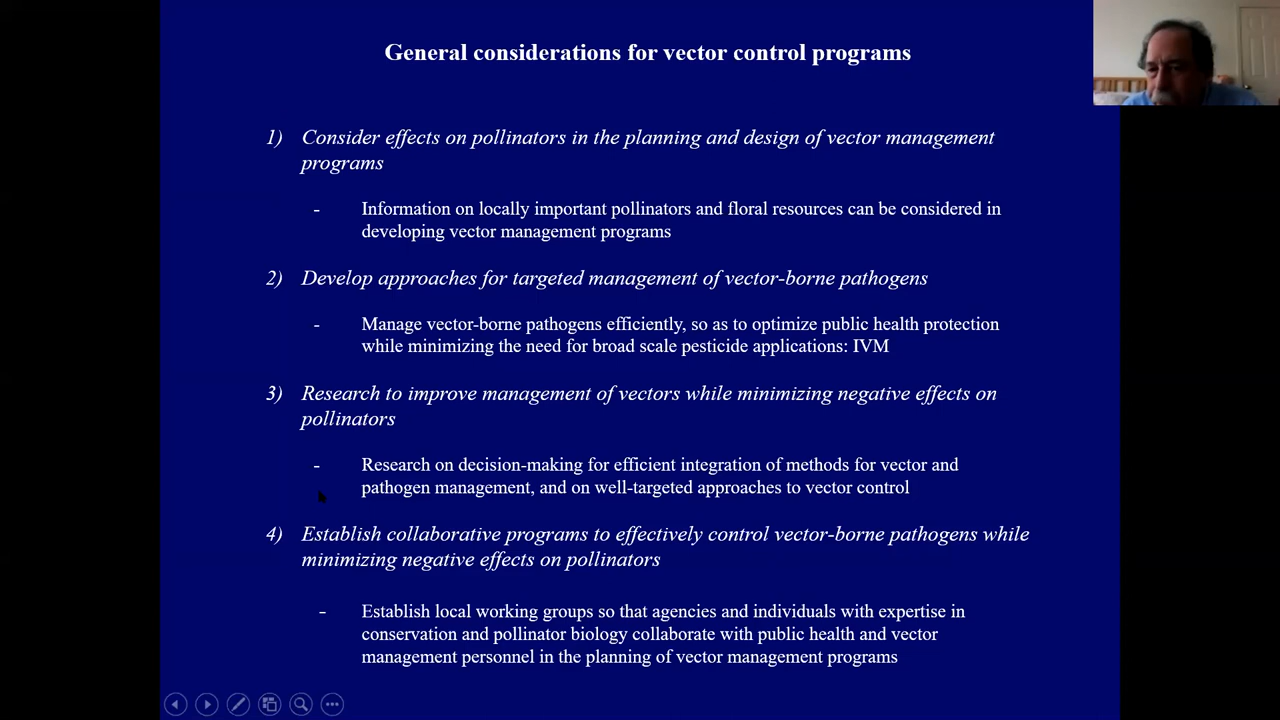 General considerations for vector control programs
1) Consider effects on pollinators in the planning and design of vector management
programs
- Information on locally important pollinators and floral resources can be considered in
developing vector management programs
2) Develop approaches for targeted management of vector-borne pathogens
- Manage vector-borne pathogens efficiently, so as to optimize public health protection
while minimizing the need for broad scale pesticide applications: IVM
3) Research to improve management of vectors while minimizing negative effects on
pollinators
- Research on decision-making for efficient integration of methods for vector and
pathogen management, and on well-targeted approaches to vector control
4) Establish collaborative programs to effectively control vector-borne pathogens while
minimizing negative effects on pollinators
- Establish local working groups so that agencies and individuals with expertise in
conservation and pollinator biology collaborate with public health and vector
management personnel in the planning of vector management programs